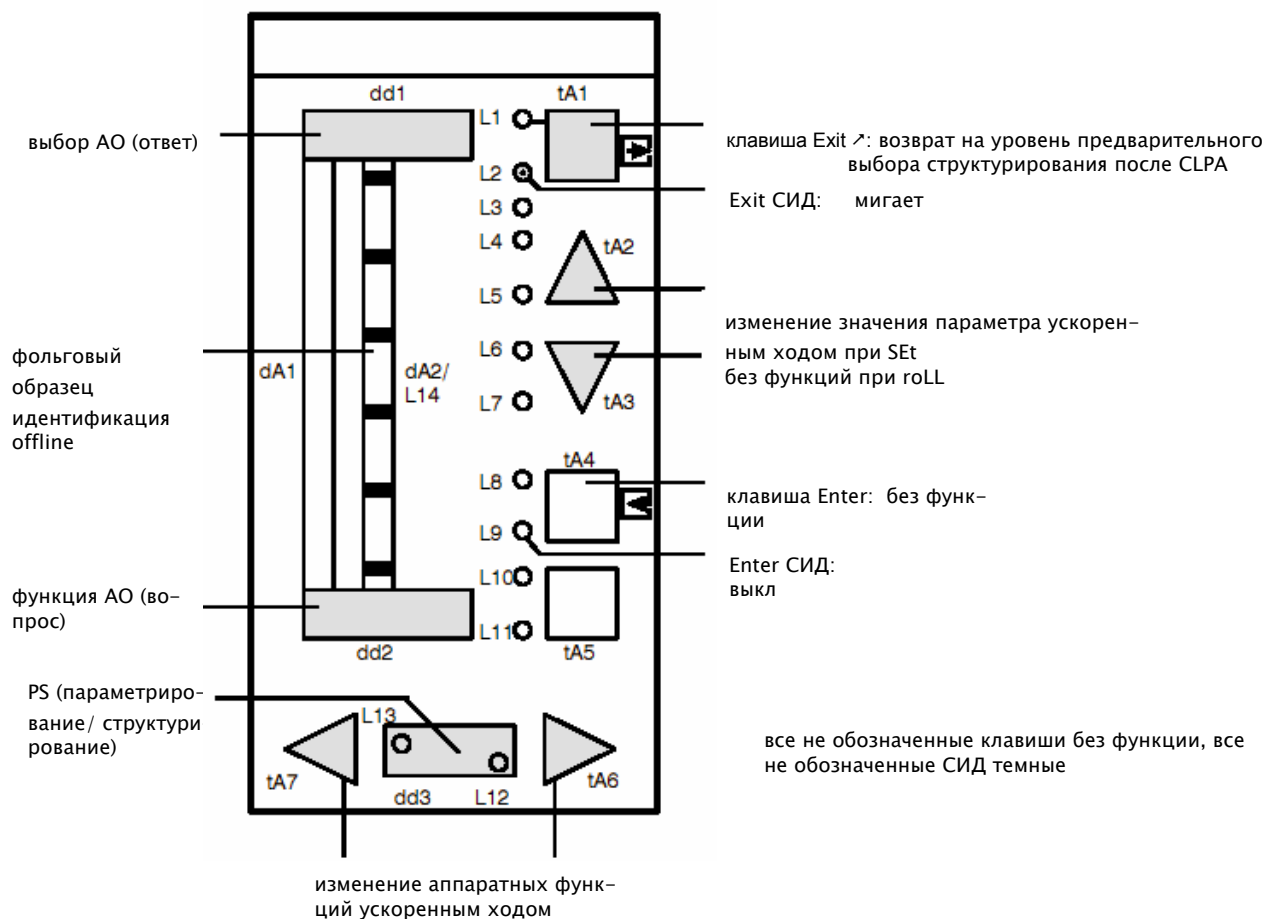 dd1
tA1
L1
выбор АО (ответ)
клавиша Exit ↗: возврат на уровень предварительного
выбора структурирования после CLPA
L2
Exit СИД: мигает
L3
L4
tA2
L5
изменение значения параметра ускорен-
ным ходом при SEt
без функций при roLL
L6
фольговый
образец
идентификация
offline
dA1
dA2/
L14
L7
tA3
tA4
L8
клавиша Enter: без функ-
ции
L9
Enter СИД:
выкл
L10
функция АО (во-
прос)
L11
dd2
tA5
PS (параметриро-
вание/ структури
рование)
L13
все не обозначенные клавиши без функции, все
не обозначенные СИД темные
tA7
dd3
L12
tA6
изменение аппаратных функ-
ций ускоренным ходом